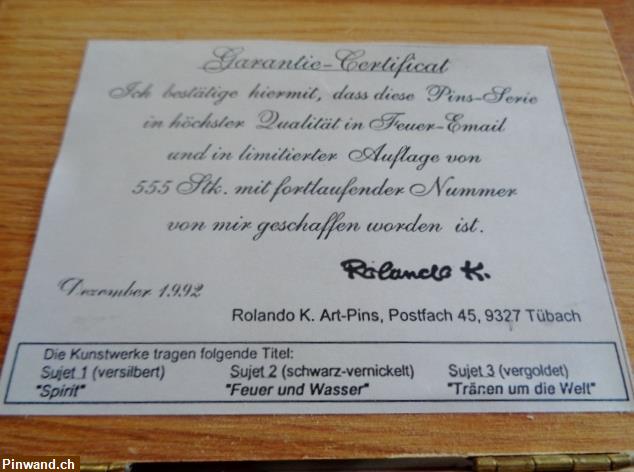 Garantie-Certificat
Ich bestätige hiermit, dass diese Pins-Serie
in höchster Qualität in Feuer-Email
und in limitierter Auflage von
555 Stk. mit fortlaufender Nummer
von mir geschaffen worden ist.
Rolando K.
Dezember 1992
Rolando K. Art-Pins, Postfach 45, 9327 Tübach
Die Kunstwerke tragen folgende Titel:
Sujet 1 (versilbert) Sujet 2 (schwarz-vernickelt) Sujet 3 (vergoldet)
"Spirit" "Feuer und Wasser" "Tränen um die Welt"
Pinwand.ch